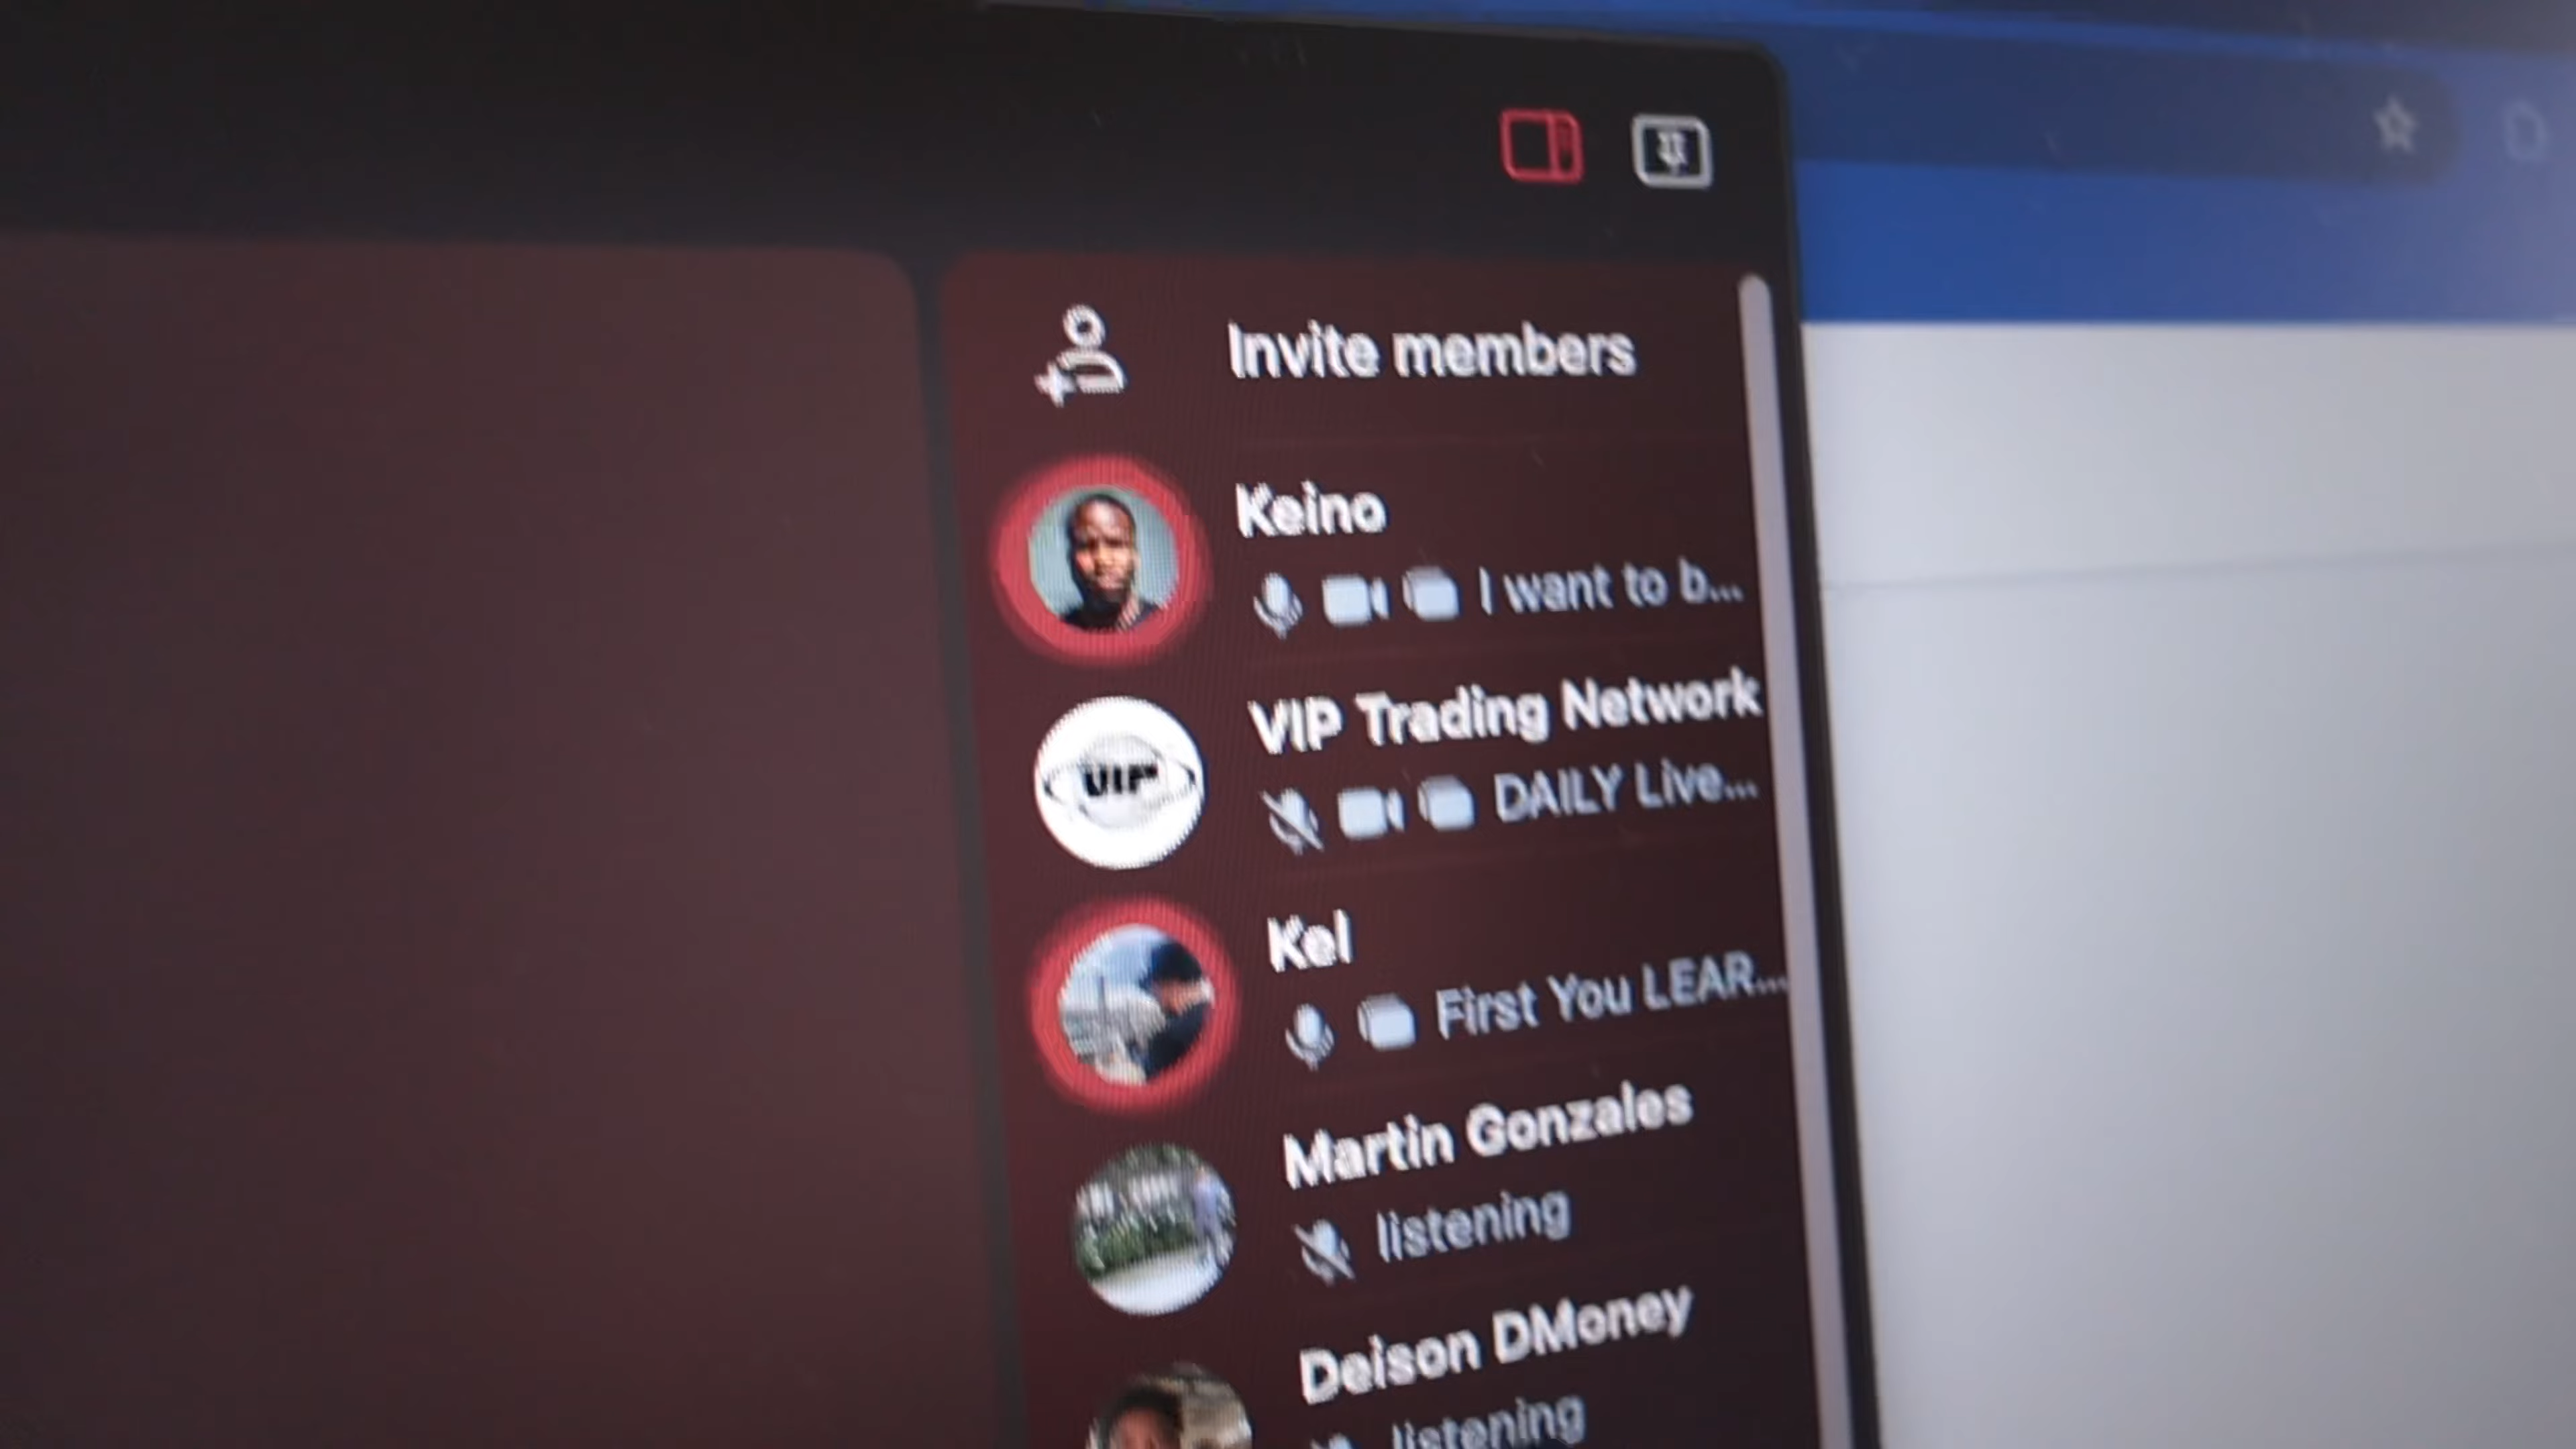 Invite members
Keino
I want to b...
VIP Trading Network
VIP
DAILY Live...
Kel
First You LEAR...
Martin Gonzales
listening
Deison DMoney
listening